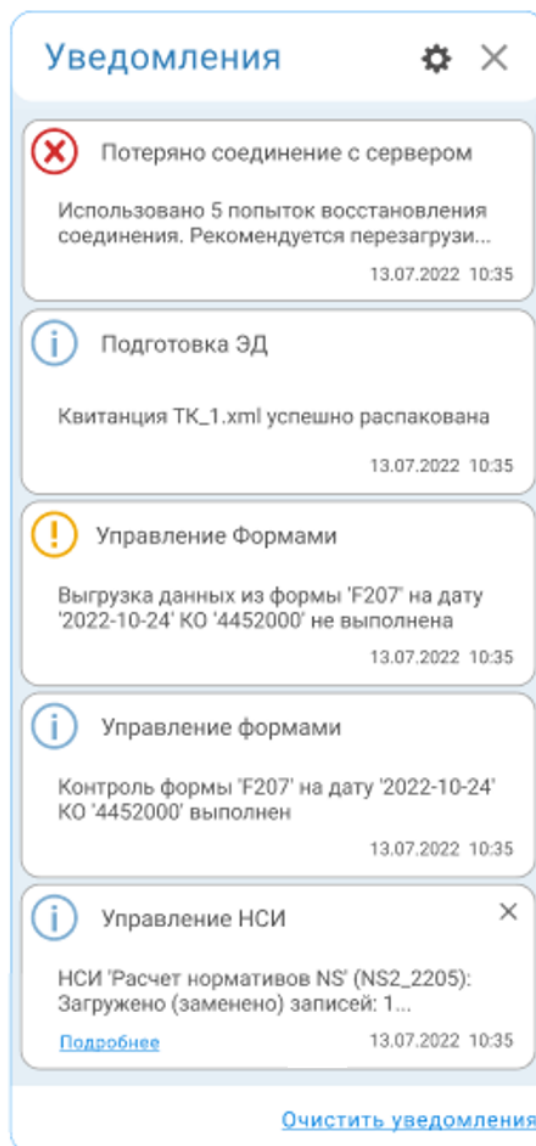 Уведомления
Потеряно соединение с сервером
Использовано 5 попыток восстановления
соединения. Рекомендуется перезагрузи...
13.07.2022 10:35
Подготовка ЭД
Квитанция ТК_1.xml успешно распакована
13.07.2022 10:35
Управление Формами
Выгрузка данных из формы 'F207' на дату
'2022-10-24' КО '4452000' не выполнена
13.07.2022 10:35
Управление формами
Контроль формы 'F207' на дату '2022-10-24'
КО '4452000' выполнен
13.07.2022 10:35
Управление НСИ
НСИ 'Расчет нормативов NS' (NS2_2205):
Загружено (заменено) записей: 1...
Подробнее 13.07.2022 10:35
Очистить уведомления